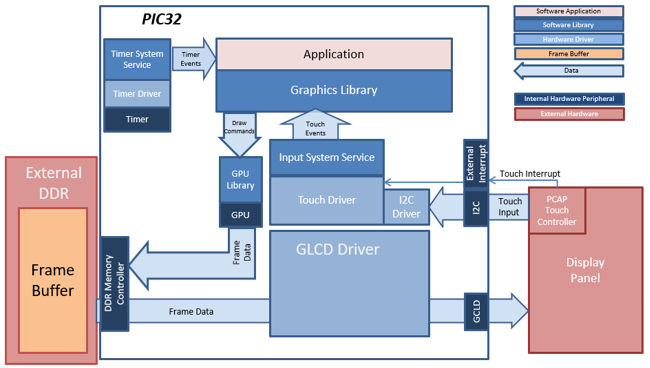 PIC32
Timer System
Service
Timer Driver
Timer
Timer
Events
Application
Graphics Library
Draw
Commands
Touch
Events
GPU
Library
GPU
Input System Service
Touch Driver
I2C
Driver
External
Interrupt
I2C
Touch Interrupt
Touch
Input
PCAP
Touch
Controller
Display
Panel
External
DDR
Frame
Buffer
DDR Memory
Controller
Frame
Data
Frame Data
GLCD Driver
GCLD
Software Application
Software Library
Hardware Driver
Frame Buffer
Data
Internal Hardware Peripheral
External Hardware